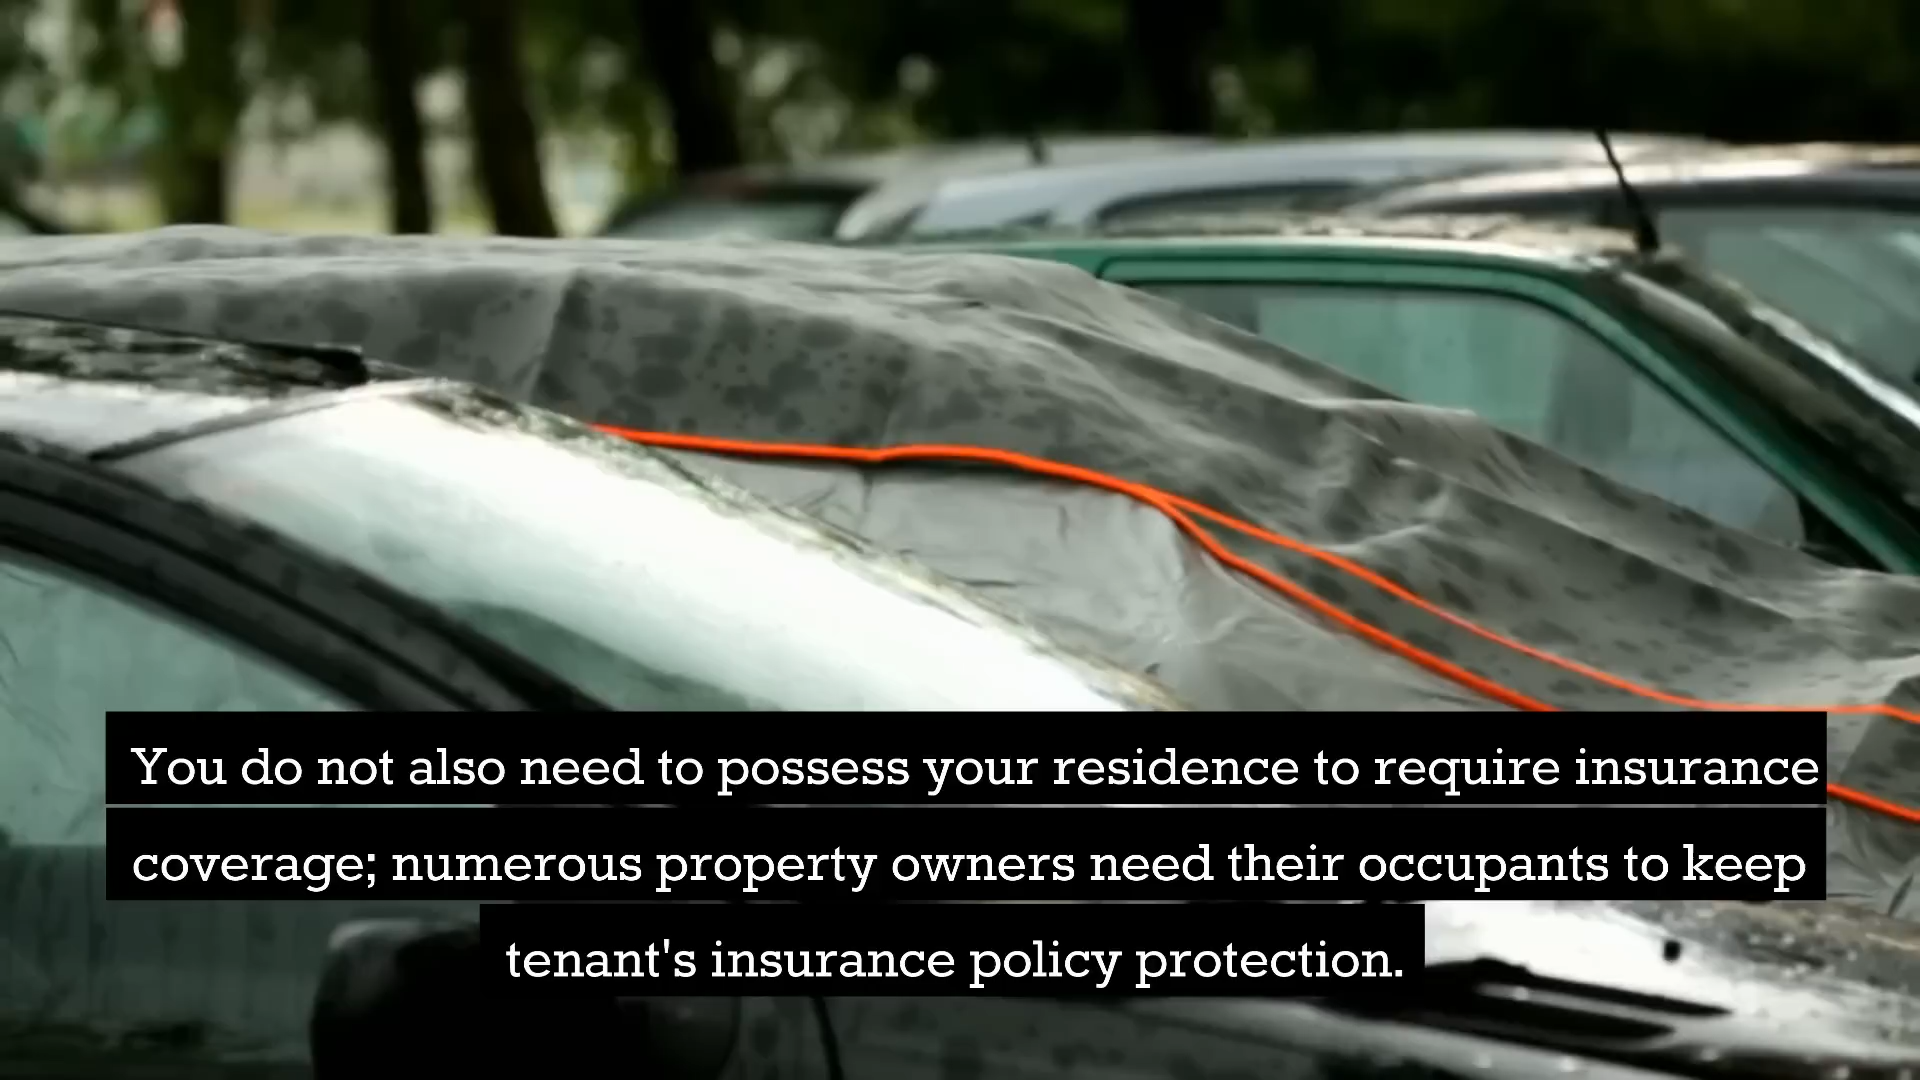 You do not also need to possess your residence to require insurance
coverage; numerous property owners need their occupants to keep
tenant's insurance policy protection.